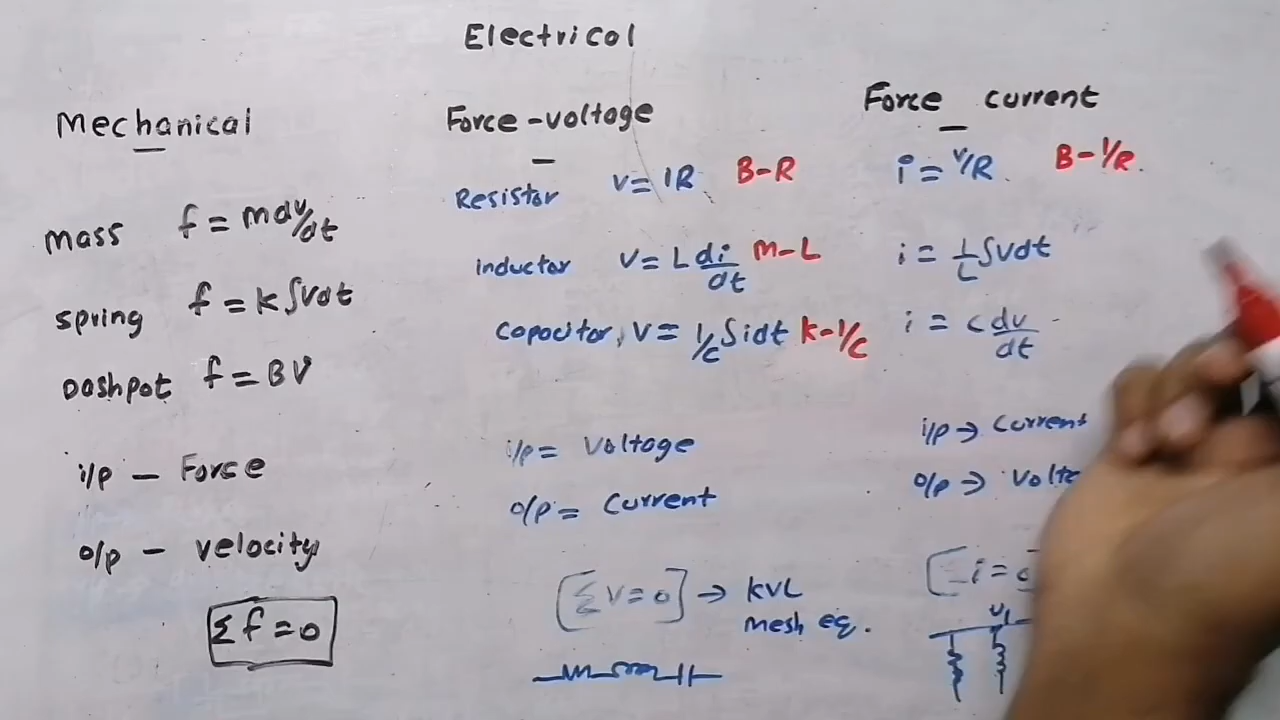 Electrical
Mechanical
Force-voltage
Force - current
Resistor V = IR B-R
i = V/R B-1/R.
mass f = mdv/dt
inductor V = L di/dt M-L
i = 1/L ∫vdt
spring f = k∫vdt
capacitor, V = 1/C ∫idt k-1/C
i = c dv/dt
Dashpot f = BV
i/p = Voltage
i/p → Current
i/p - Force
o/p = Current
o/p →
o/p - velocity
[Σv=0] → KVL
mesh eq.
i =
Σf=0